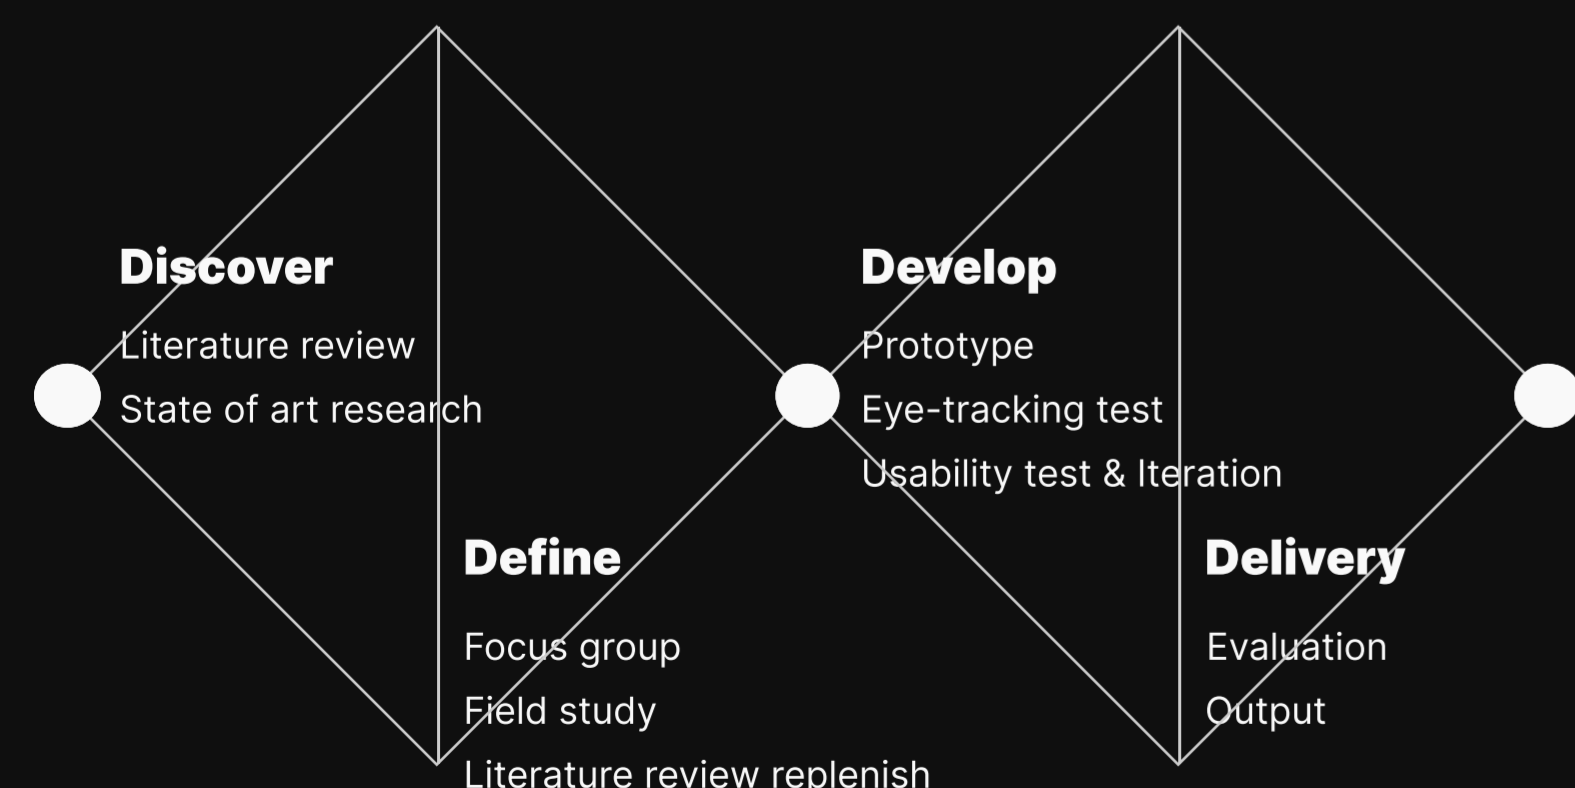 Discover
Literature review
State of art research
Define
Focus group
Field study
Literature review replenish
Develop
Prototype
Eye-tracking test
Usability test & Iteration
Delivery
Evaluation
Output